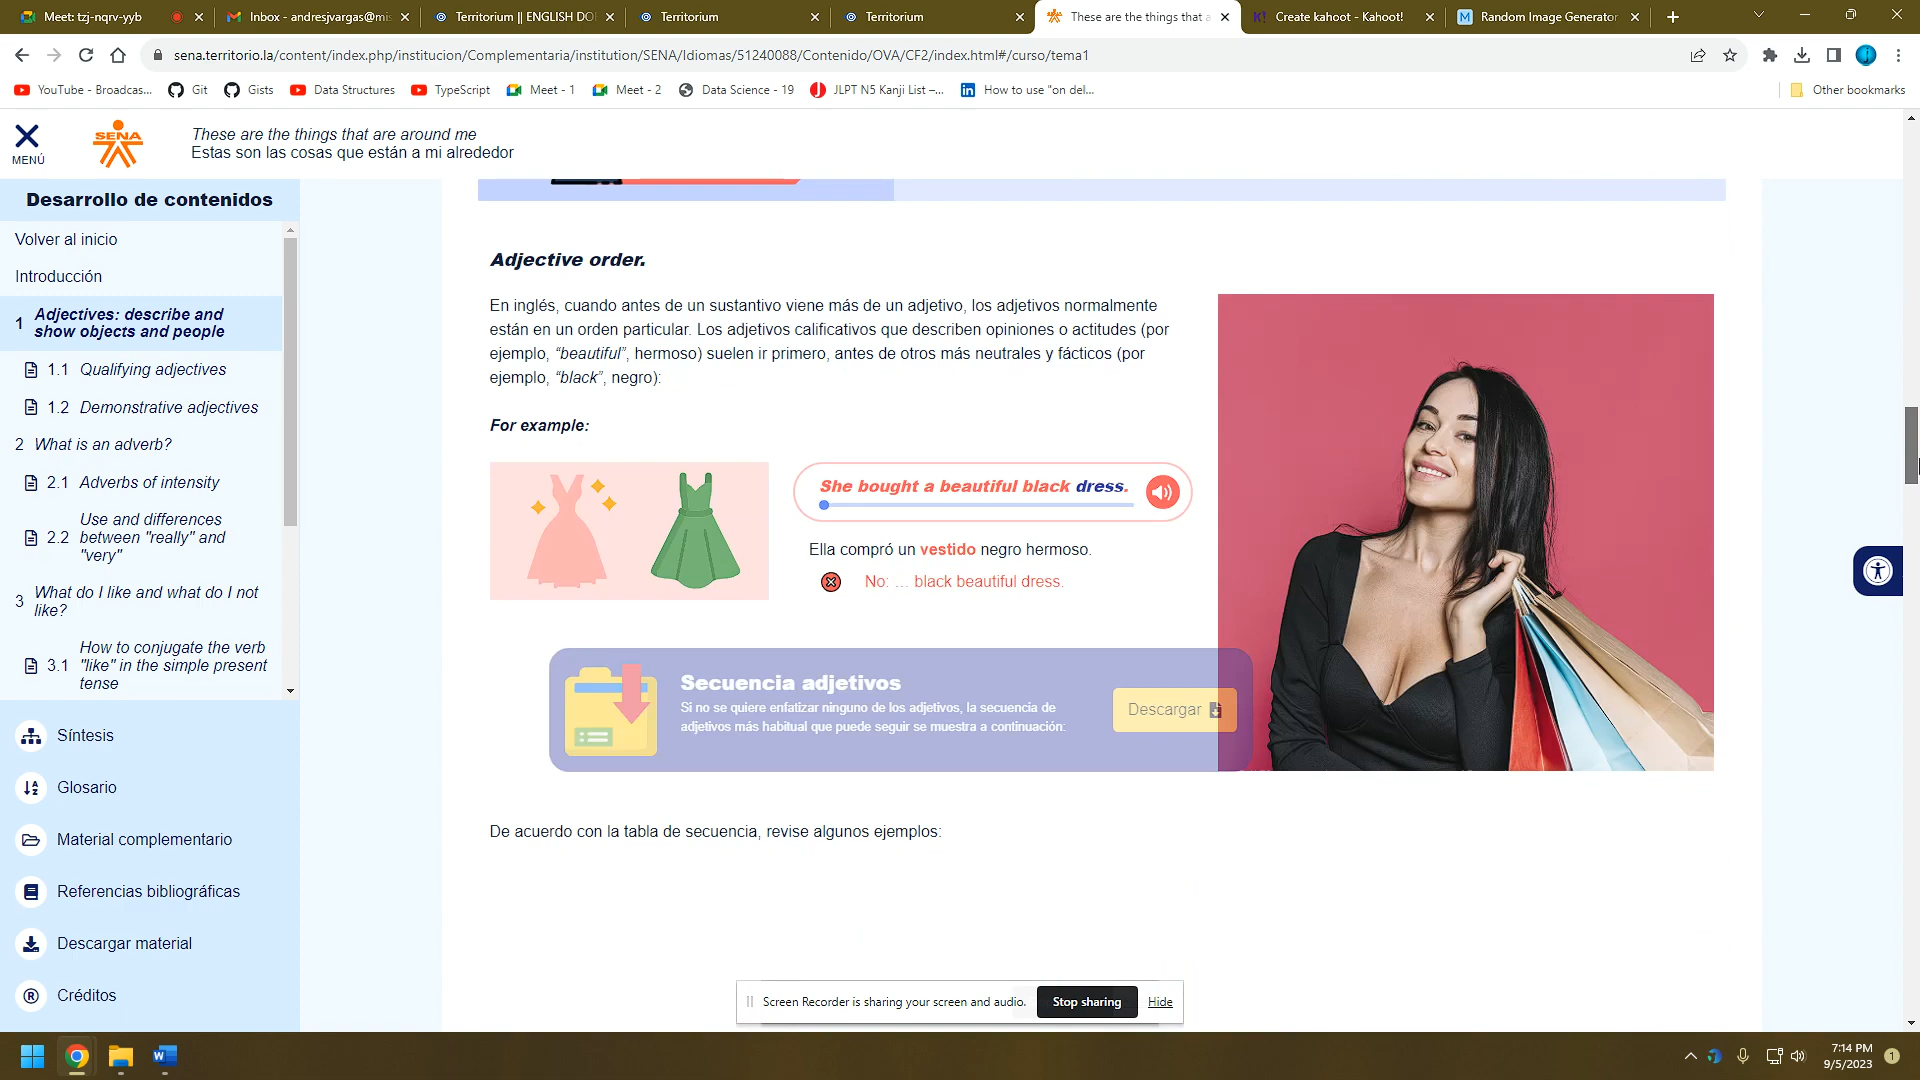 Meet: tzj-nqrv-yyb
Inbox - andresjvargas@mis
Territorium || ENGLISH DOE
Territorium
Territorium
These are the things that a
Create kahoot - Kahoot!
Random Image Generator
sena.territorio.la/content/index.php/institucion/Complementaria/institution/SENA/Idiomas/51240088/Contenido/OVA/CF2/index.html#/curso/tema1
YouTube - Broadcas...
Git
Gists
Data Structures
TypeScript
Meet - 1
Meet - 2
Data Science - 19
JLPT N5 Kanji List –...
How to use "on del...
Other bookmarks
MENÚ
SENA
These are the things that are around me
Estas son las cosas que están a mi alrededor
Desarrollo de contenidos
Volver al inicio
Introducción
1 Adjectives: describe and
show objects and people
1.1 Qualifying adjectives
1.2 Demonstrative adjectives
2 What is an adverb?
2.1 Adverbs of intensity
2.2 Use and differences
between "really" and
"very"
3 What do I like and what do I not
like?
3.1 How to conjugate the verb
"like" in the simple present
tense
Síntesis
Glosario
Material complementario
Referencias bibliográficas
Descargar material
Créditos
Adjective order.
En inglés, cuando antes de un sustantivo viene más de un adjetivo, los adjetivos normalmente
están en un orden particular. Los adjetivos calificativos que describen opiniones o actitudes (por
ejemplo, “beautiful”, hermoso) suelen ir primero, antes de otros más neutrales y fácticos (por
ejemplo, “black”, negro):
For example:
She bought a beautiful black dress.
Ella compró un vestido negro hermoso.
No: … black beautiful dress.
Secuencia adjetivos
Si no se quiere enfatizar ninguno de los adjetivos, la secuencia de
adjetivos más habitual que puede seguir se muestra a continuación:
Descargar
De acuerdo con la tabla de secuencia, revise algunos ejemplos:
Screen Recorder is sharing your screen and audio.
Stop sharing
Hide
7:14 PM
9/5/2023
1